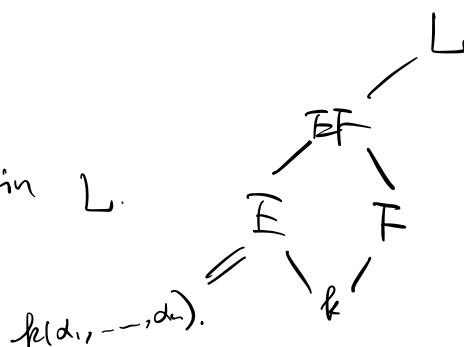 L
EF
in L.
E F
k(α₁, ---, αₙ).
k